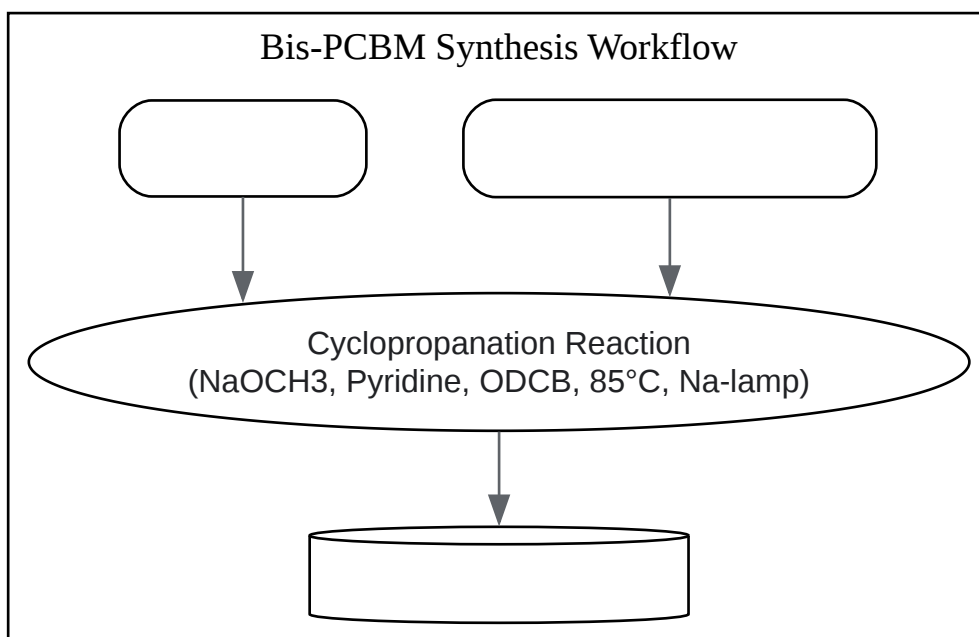 Bis-PCBM Synthesis Workflow
Cyclopropanation Reaction
(NaOCH3, Pyridine, ODCB, 85°C, Na-lamp)